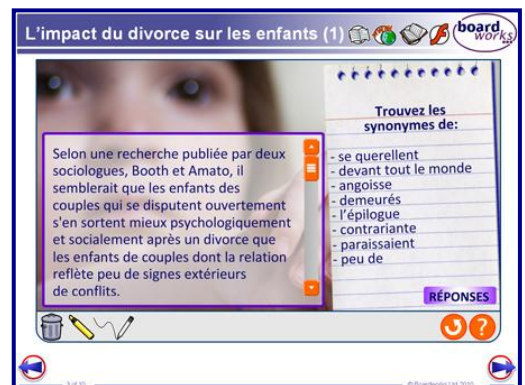 L'impact du divorce sur les enfants (1)
board
works
Selon une recherche publiée par deux
sociologues, Booth et Amato, il
semblerait que les enfants des
couples qui se disputent ouvertement
s'en sortent mieux psychologiquement
et socialement après un divorce que
les enfants de couples dont la relation
reflète peu de signes extérieurs
de conflits.
Trouvez les
synonymes de:
- se querellent
- devant tout le monde
- angoisse
- demeurés
- l'épilogue
- contrariante
- paraissaient
- peu de
RÉPONSES
?